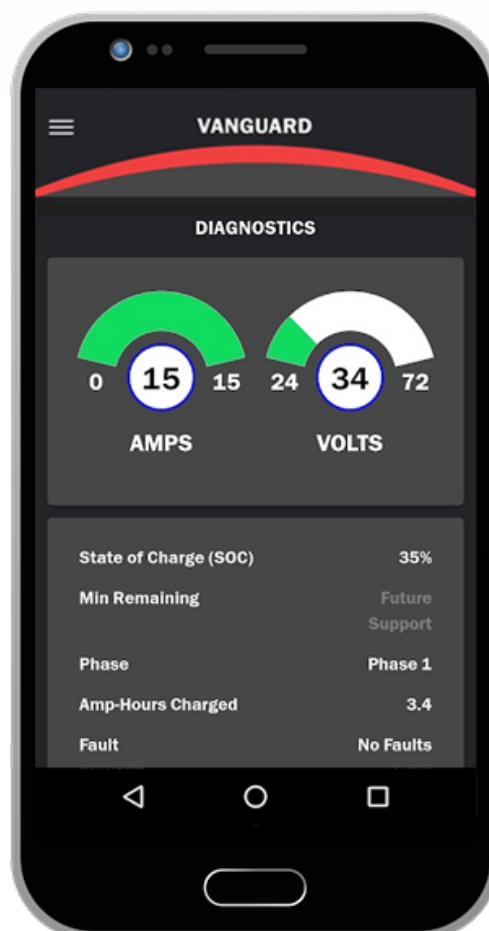 VANGUARD
DIAGNOSTICS
0 15 15 24 34 72
AMPS VOLTS
State of Charge (SOC) 35%
Min Remaining Future
Support
Phase Phase 1
Amp-Hours Charged 3.4
Fault No Faults